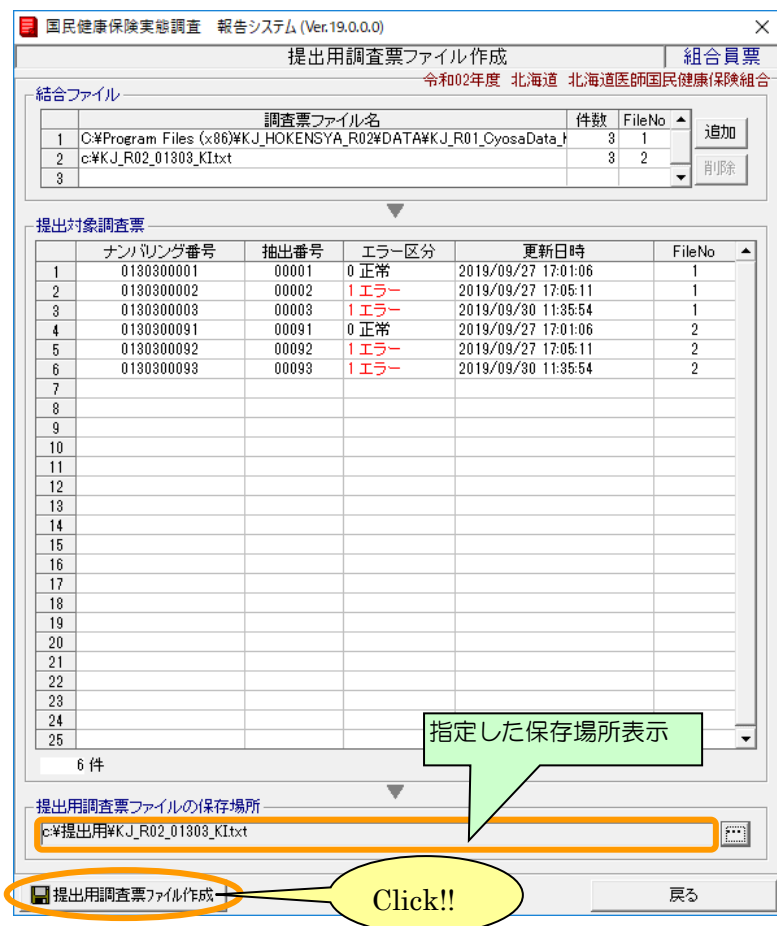 国民健康保険実態調査　報告システム (Ver.19.0.0.0)
提出用調査票ファイル作成 組合員票
令和02年度 北海道 北海道医師国民健康保険組合
結合ファイル
調査票ファイル名 件数 FileNo
1 C:¥Program Files (x86)¥KJ_HOKENSYA_R02¥DATA¥KJ_R01_CyosaData_ 3 1
2 c:¥KJ_R02_01303_KI.txt 3 2
3
追加
削除
提出対象調査票
ナンバリング番号 抽出番号 エラー区分 更新日時 FileNo
1 0130300001 00001 0 正常 2019/09/27 17:01:06 1
2 0130300002 00002 1 エラー 2019/09/27 17:05:11 1
3 0130300003 00003 1 エラー 2019/09/30 11:35:54 1
4 0130300091 00091 0 正常 2019/09/27 17:01:06 2
5 0130300092 00092 1 エラー 2019/09/27 17:05:11 2
6 0130300093 00093 1 エラー 2019/09/30 11:35:54 2
7
8
9
10
11
12
13
14
15
16
17
18
19
20
21
22
23
24
25
指定した保存場所表示
6 件
提出用調査票ファイルの保存場所
c:¥提出用¥KJ_R02_01303_KI.txt
...
提出用調査票ファイル作成
Click!!
戻る